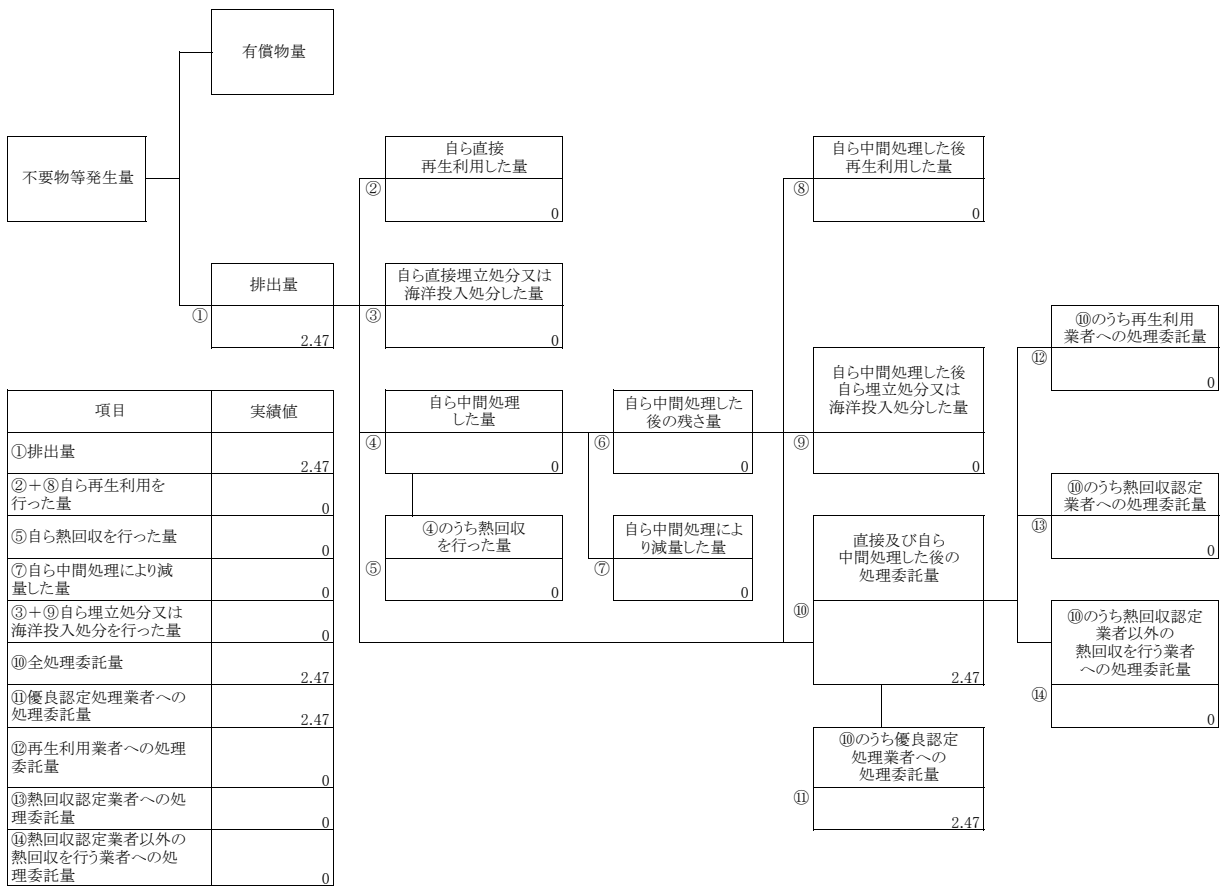 有償物量
不要物等発生量
自ら直接
再生利用した量
②
0
自ら中間処理した後
再生利用した量
⑧
0
排出量
①
2.47
自ら直接埋立処分又は
海洋投入処分した量
③
0
⑩のうち再生利用
業者への処理委託量
⑫
0
自ら中間処理
した量
④
0
自ら中間処理した
後の残さ量
⑥
0
自ら中間処理した後
自ら埋立処分又は
海洋投入処分した量
⑨
0
⑩のうち熱回収認定
業者への処理委託量
⑬
0
④のうち熱回収
を行った量
⑤
0
自ら中間処理によ
り減量した量
⑦
0
直接及び自ら
中間処理した後の
処理委託量
⑩
2.47
⑩のうち熱回収認定
業者以外の
熱回収を行う業者
への処理委託量
⑭
0
⑩のうち優良認定
処理業者への
処理委託量
⑪
2.47
項目
実績値
①排出量
2.47
②+⑧自ら再生利用を
行った量
0
⑤自ら熱回収を行った量
0
⑦自ら中間処理により減
量した量
0
③+⑨自ら埋立処分又は
海洋投入処分を行った量
0
⑩全処理委託量
2.47
⑪優良認定処理業者への
処理委託量
2.47
⑫再生利用業者への処理
委託量
0
⑬熱回収認定業者への処
理委託量
0
⑭熱回収認定業者以外の
熱回収を行う業者への処
理委託量
0